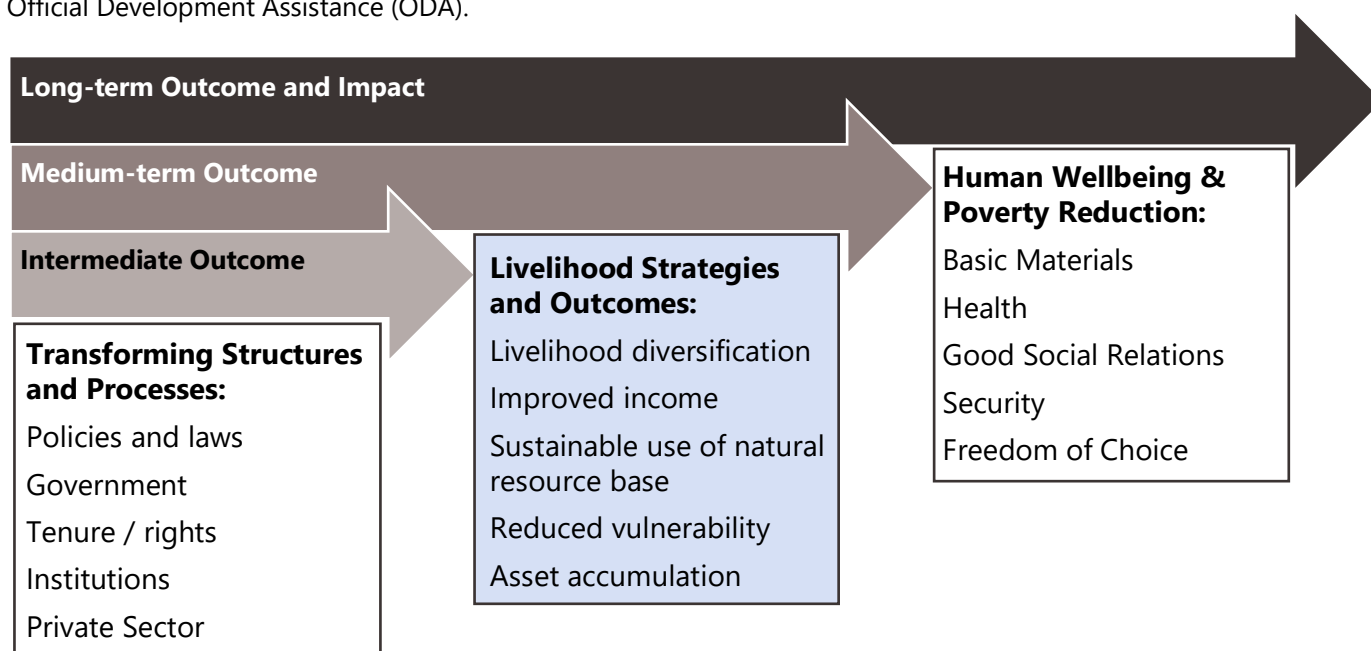 Official Development Assistance (ODA).
Long-term Outcome and Impact
Medium-term Outcome
Intermediate Outcome
Transforming Structures
and Processes:
Policies and laws
Government
Tenure / rights
Institutions
Private Sector
Livelihood Strategies
and Outcomes:
Livelihood diversification
Improved income
Sustainable use of natural
resource base
Reduced vulnerability
Asset accumulation
Human Wellbeing &
Poverty Reduction:
Basic Materials
Health
Good Social Relations
Security
Freedom of Choice